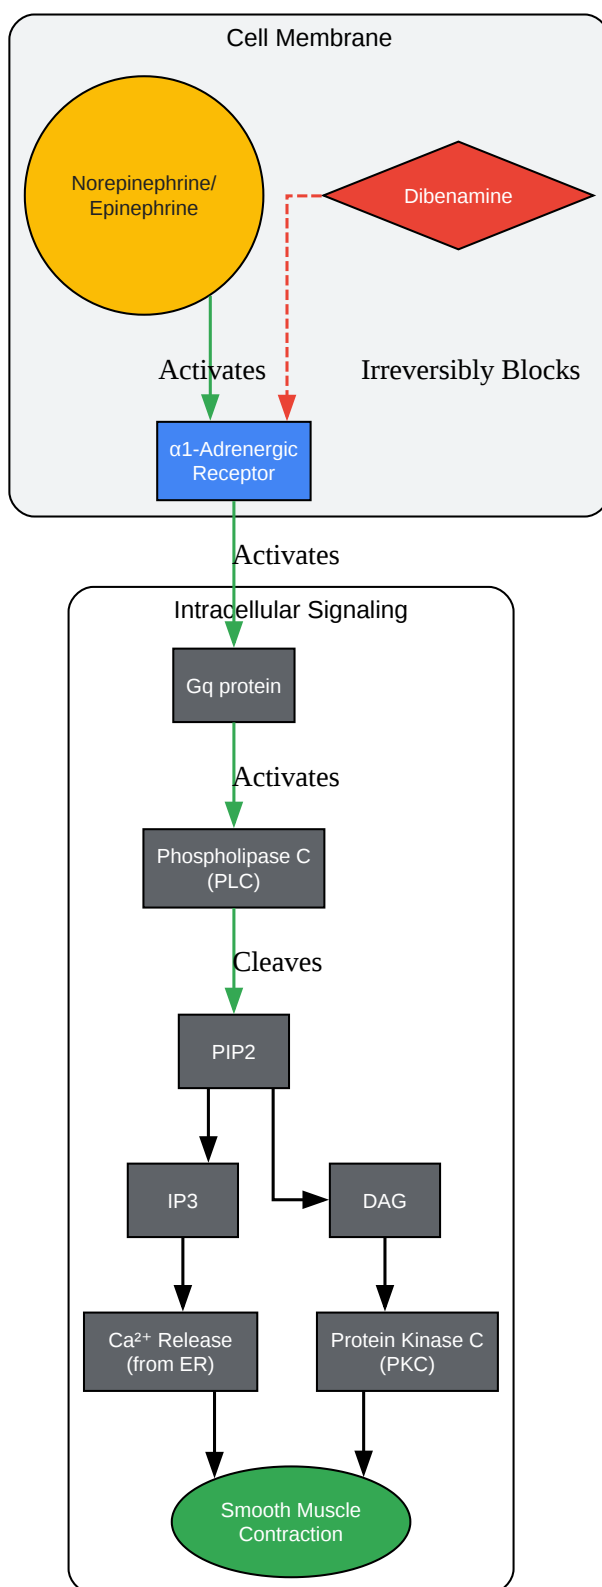 Cell Membrane
Norepinephrine/
Epinephrine
Dibenamine
Activates
Irreversibly Blocks
α1-Adrenergic
Receptor
Activates
Intracellular Signaling
Gq protein
Activates
Phospholipase C
(PLC)
Cleaves
PIP2
IP3
DAG
Ca²⁺ Release
(from ER)
Protein Kinase C
(PKC)
Smooth Muscle
Contraction